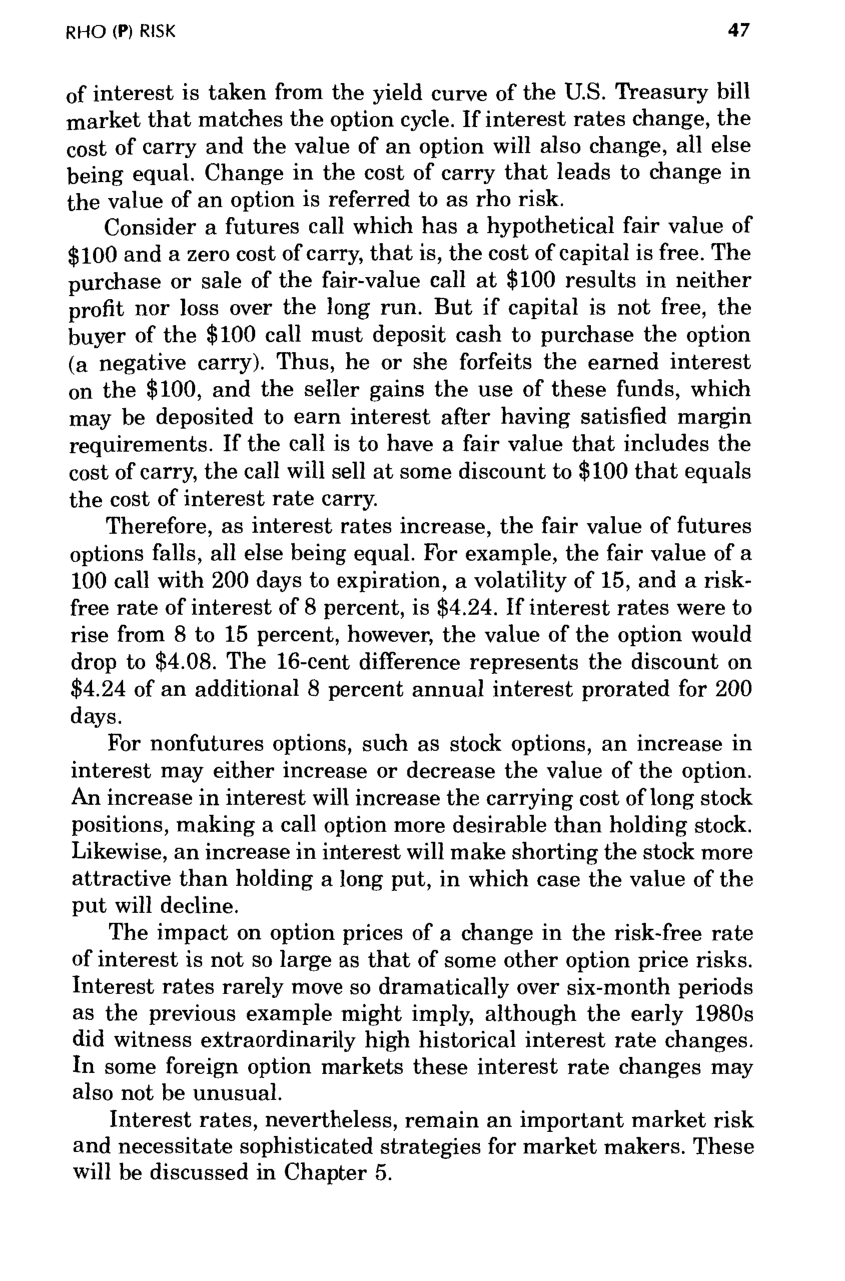 RHO (P) RISK 47
of interest is taken from the yield curve of the U.S. Treasury bill
market that matches the option cycle. If interest rates change, the
cost of carry and the value of an option will also change, all else
being equal. Change in the cost of carry that leads to change in
the value of an option is referred to as rho risk.
Consider a futures call which has a hypothetical fair value of
$100 and a zero cost of carry, that is, the cost of capital is free. The
purchase or sale of the fair-value call at $100 results in neither
profit nor loss over the long run. But if capital is not free, the
buyer of the $100 call must deposit cash to purchase the option
(a negative carry). Thus, he or she forfeits the earned interest
on the $100, and the seller gains the use of these funds, which
may be deposited to earn interest after having satisfied margin
requirements. If the call is to have a fair value that includes the
cost of carry, the call will sell at some discount to $100 that equals
the cost of interest rate carry.
Therefore, as interest rates increase, the fair value of futures
options falls, all else being equal. For example, the fair value of a
100 call with 200 days to expiration, a volatility of 15, and a risk-
free rate of interest of 8 percent, is $4.24. If interest rates were to
rise from 8 to 15 percent, however, the value of the option would
drop to $4.08. The 16-cent difference represents the discount on
$4.24 of an additional 8 percent annual interest prorated for 200
days.
For nonfutures options, such as stock options, an increase in
interest may either increase or decrease the value of the option.
An increase in interest will increase the carrying cost of long stock
positions, making a call option more desirable than holding stock.
Likewise, an increase in interest will make shorting the stock more
attractive than holding a long put, in which case the value of the
put will decline.
The impact on option prices of a change in the risk-free rate
of interest is not so large as that of some other option price risks.
Interest rates rarely move so dramatically over six-month periods
as the previous example might imply, although the early 1980s
did witness extraordinarily high historical interest rate changes.
In some foreign option markets these interest rate changes may
also not be unusual.
Interest rates, nevertheless, remain an important market risk
and necessitate sophisticated strategies for market makers. These
will be discussed in Chapter 5.